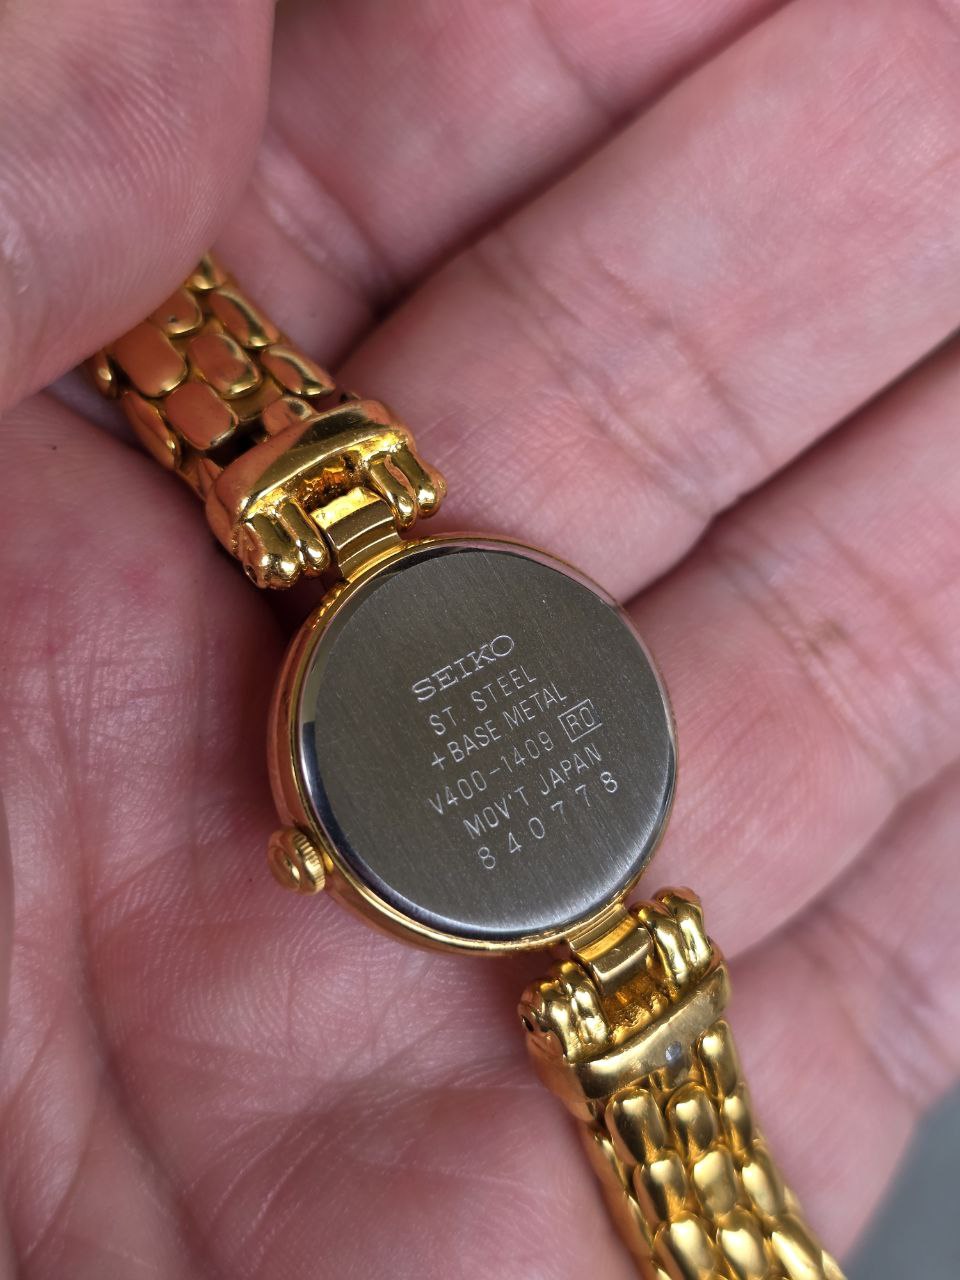 SEIKO
ST. STEEL
+BASE METAL
V400-1409 RO
MOV'T JAPAN
840778